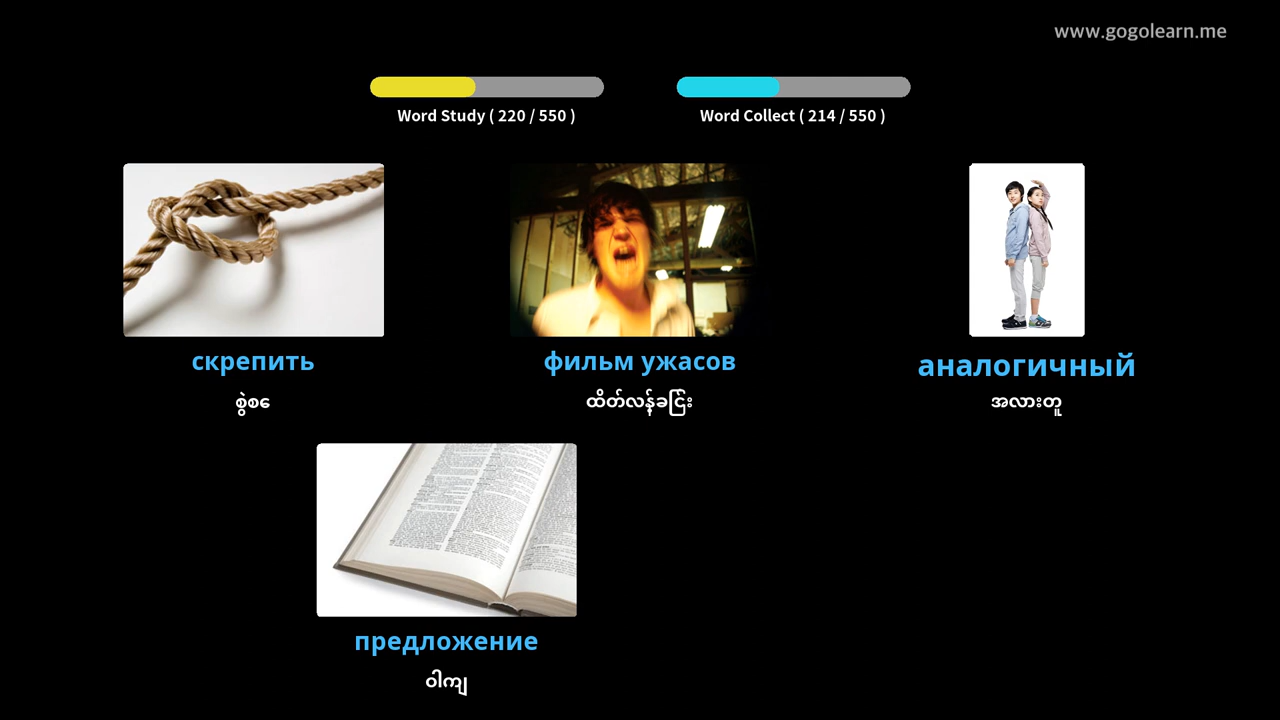 www.gogolearn.me
Word Study ( 220 / 550 )
Word Collect ( 214 / 550 )
скрепить
фильм ужасов
аналогичный
စွဲစေ
ထိတ်လန့်ခြင်း
အလားတူ
предложение
ဝါကျ